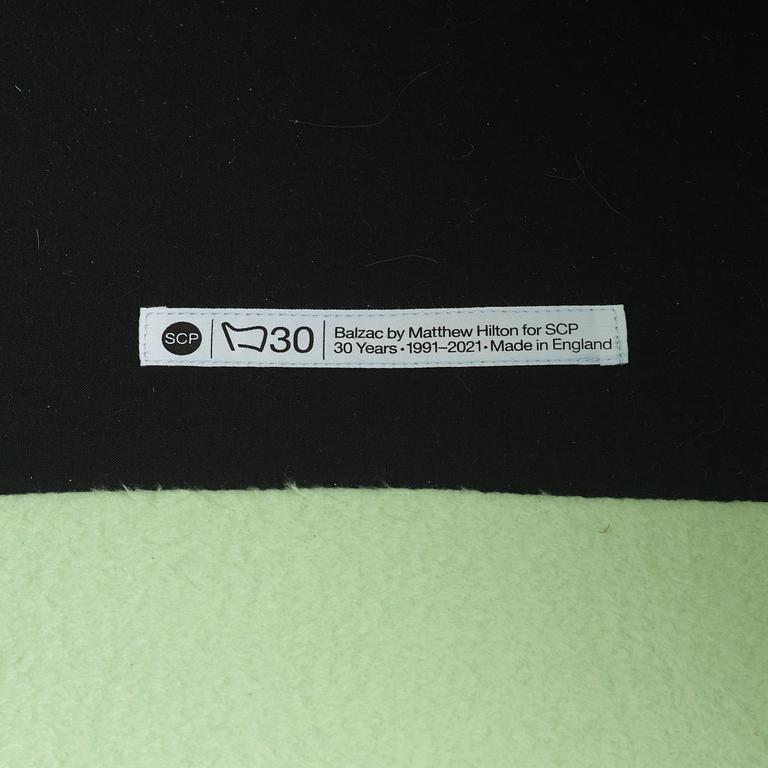 SCP
30
Balzac by Matthew Hilton for SCP
30 Years • 1991–2021 • Made in England